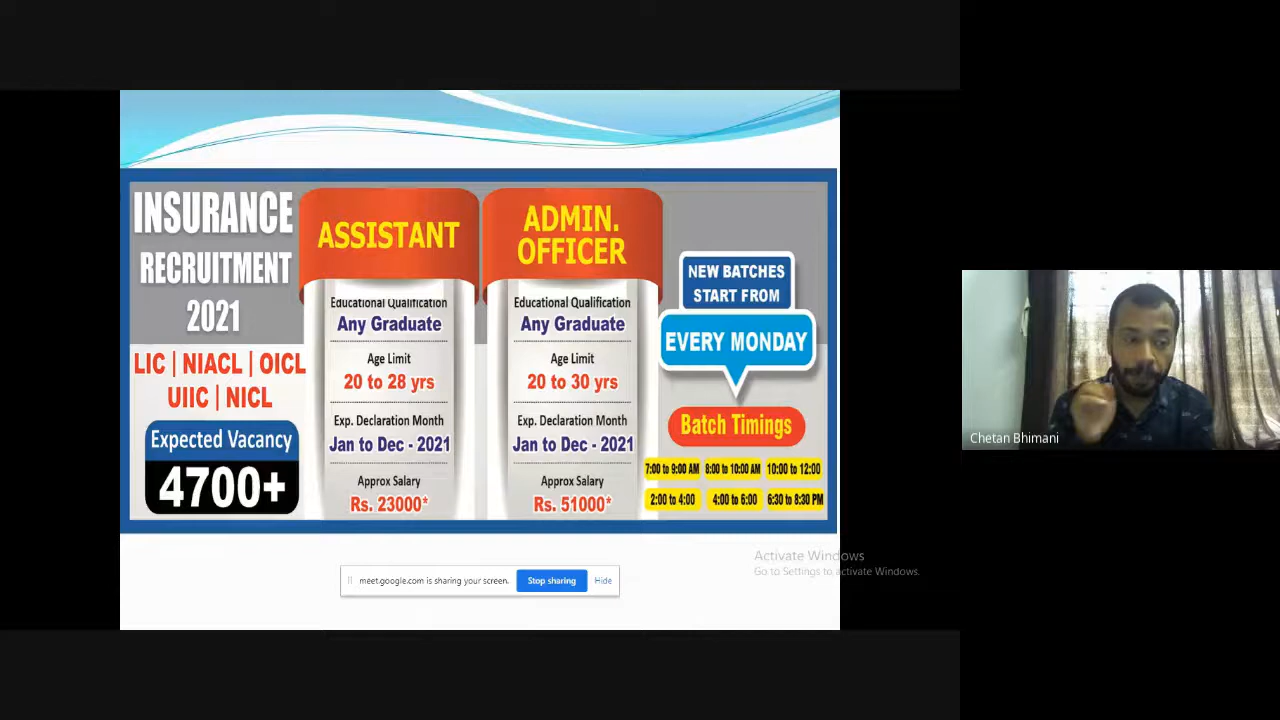 INSURANCE
RECRUITMENT
2021
LIC | NIACL | OICL
UIIC | NICL
Expected Vacancy
4700+
ASSISTANT
Educational Qualification
Any Graduate
Age Limit
20 to 28 yrs
Exp. Declaration Month
Jan to Dec - 2021
Approx Salary
Rs. 23000*
ADMIN.
OFFICER
Educational Qualification
Any Graduate
Age Limit
20 to 30 yrs
Exp. Declaration Month
Jan to Dec - 2021
Approx Salary
Rs. 51000*
NEW BATCHES
START FROM
EVERY MONDAY
Batch Timings
7:00 to 9:00 AM 8:00 to 10:00 AM 10:00 to 12:00
2:00 to 4:00 4:00 to 6:00 6:30 to 8:30 PM
Activate Windows
Go to Settings to activate Windows.
meet.google.com is sharing your screen. Stop sharing Hide
Chetan Bhimani